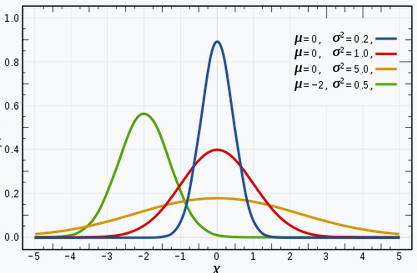 1.0
0.8
0.6
0.4
0.2
0.0
μ = 0, σ² = 0.2,
μ = 0, σ² = 1.0,
μ = 0, σ² = 5.0,
μ = −2, σ² = 0.5,
−5 −4 −3 −2 −1 0 1 2 3 4 5
x